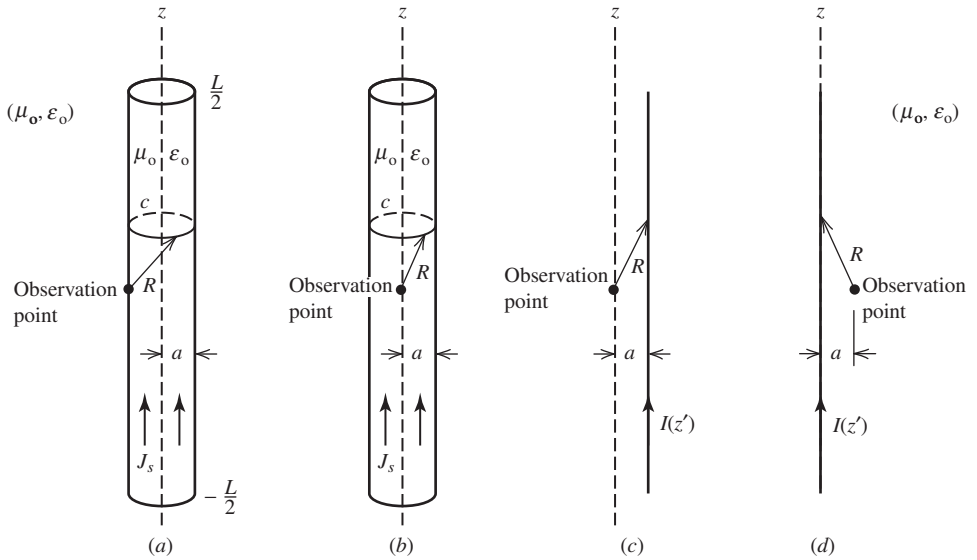 z
z
z
z
L/2
(μo, εo)
(μo, εo)
μo εo
μo εo
c
c
R
R
R
R
Observation
point
Observation
point
Observation
point
Observation
point
a
a
a
a
I(z′)
I(z′)
Js
Js
− L/2
(a)
(b)
(c)
(d)